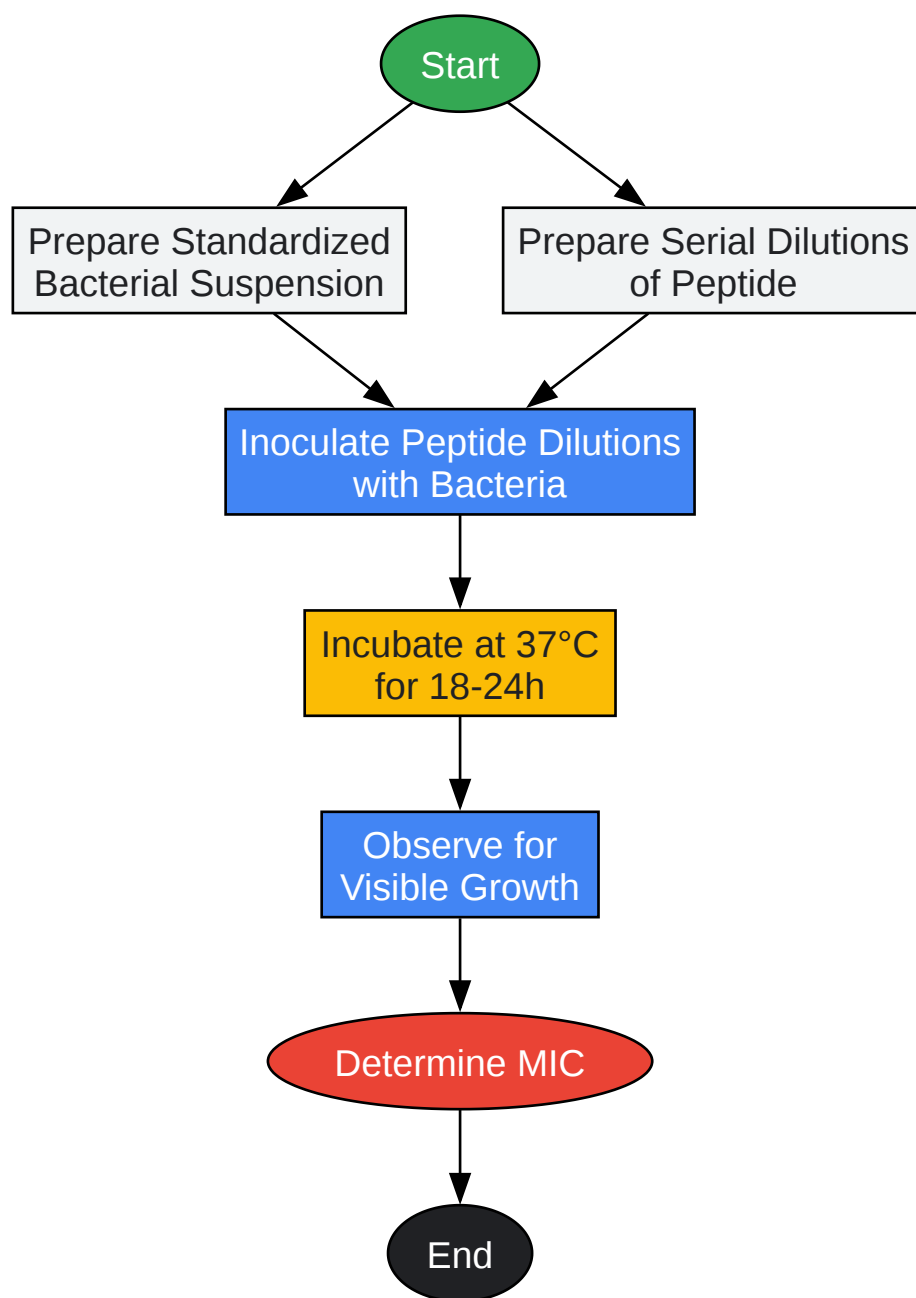 Start
Prepare Standardized
Bacterial Suspension
Prepare Serial Dilutions
of Peptide
Inoculate Peptide Dilutions
with Bacteria
Incubate at 37°C
for 18-24h
Observe for
Visible Growth
Determine MIC
End